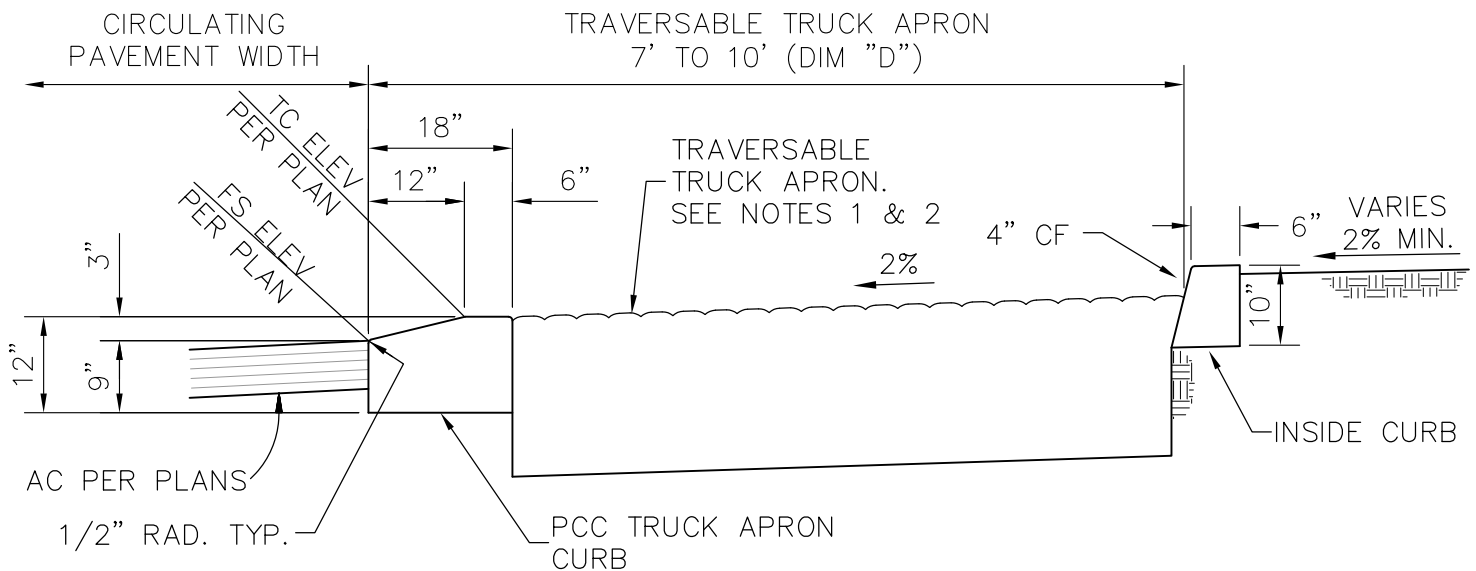 CIRCULATING
PAVEMENT WIDTH
TRAVERSABLE TRUCK APRON
7' TO 10' (DIM "D")
TC ELEV
PER PLAN
18"
12"
6"
TRAVERSABLE
TRUCK APRON.
SEE NOTES 1 & 2
FS ELEV
PER PLAN
4" CF
6"
VARIES
2% MIN.
2%
3"
10"
12"
9"
INSIDE CURB
AC PER PLANS
1/2" RAD. TYP.
PCC TRUCK APRON
CURB